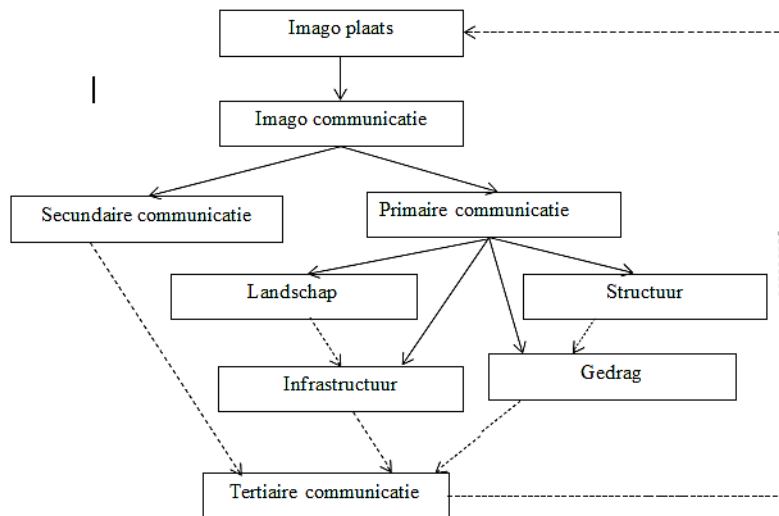 Imago plaats
Imago communicatie
Secundaire communicatie
Primaire communicatie
Landschap
Structuur
Infrastructuur
Gedrag
Tertiaire communicatie